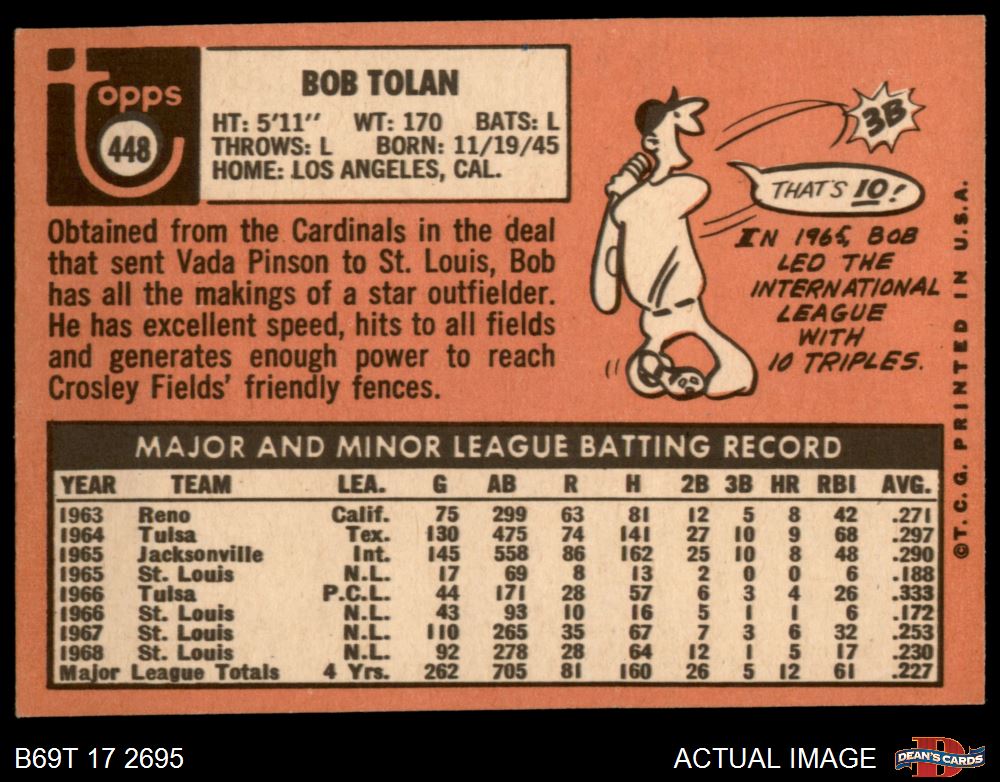 topps
448
BOB TOLAN
HT: 5'11" WT: 170 BATS: L
THROWS: L BORN: 11/19/45
HOME: LOS ANGELES, CAL.
Obtained from the Cardinals in the deal
that sent Vada Pinson to St. Louis, Bob
has all the makings of a star outfielder.
He has excellent speed, hits to all fields
and generates enough power to reach
Crosley Fields' friendly fences.
3B
THAT'S 10!
IN 1965, BOB
LED THE
INTERNATIONAL
LEAGUE
WITH
10 TRIPLES.
©T. C. G. PRINTED IN U.S.A.
MAJOR AND MINOR LEAGUE BATTING RECORD
YEAR TEAM LEA. G AB R H 2B 3B HR RBI AVG.
1963 Reno Calif. 75 299 63 81 12 5 8 42 .271
1964 Tulsa Tex. 130 475 74 141 27 10 9 68 .297
1965 Jacksonville Int. 145 558 86 162 25 10 8 48 .290
1965 St. Louis N.L. 17 69 8 13 2 0 0 6 .188
1966 Tulsa P.C.L. 44 171 28 57 6 3 4 26 .333
1966 St. Louis N.L. 43 93 10 16 5 1 1 6 .172
1967 St. Louis N.L. 110 265 35 67 7 3 6 32 .253
1968 St. Louis N.L. 92 278 28 64 12 1 5 17 .230
Major League Totals 4 Yrs. 262 705 81 160 26 5 12 61 .227
B69T 17 2695
ACTUAL IMAGE
D
DEAN'S CARDS